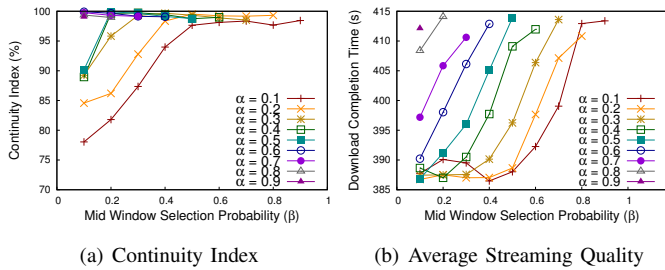 100
95
90
85
80
75
70
0
0.2
0.4
0.6
0.8
1
Continuity Index (%)
Mid Window Selection Probability (β)
α = 0.1
α = 0.2
α = 0.3
α = 0.4
α = 0.5
α = 0.6
α = 0.7
α = 0.8
α = 0.9
(a) Continuity Index
415
410
405
400
395
390
385
0
0.2
0.4
0.6
0.8
1
Download Completion Time (s)
Mid Window Selection Probability (β)
α = 0.1
α = 0.2
α = 0.3
α = 0.4
α = 0.5
α = 0.6
α = 0.7
α = 0.8
α = 0.9
(b) Average Streaming Quality